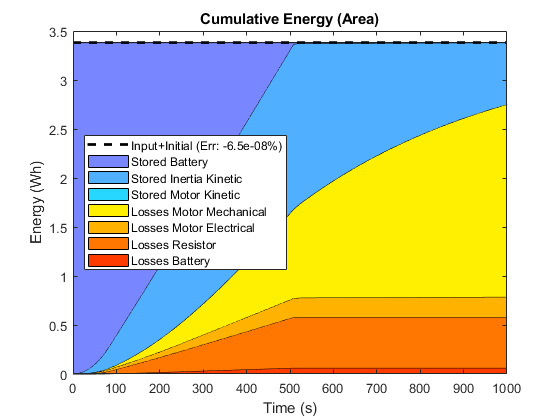 Cumulative Energy (Area)
3.5
3
2.5
2
1.5
1
0.5
0
Energy (Wh)
Input+Initial (Err: -6.5e-08%)
Stored Battery
Stored Inertia Kinetic
Stored Motor Kinetic
Losses Motor Mechanical
Losses Motor Electrical
Losses Resistor
Losses Battery
0 100 200 300 400 500 600 700 800 900 1000
Time (s)